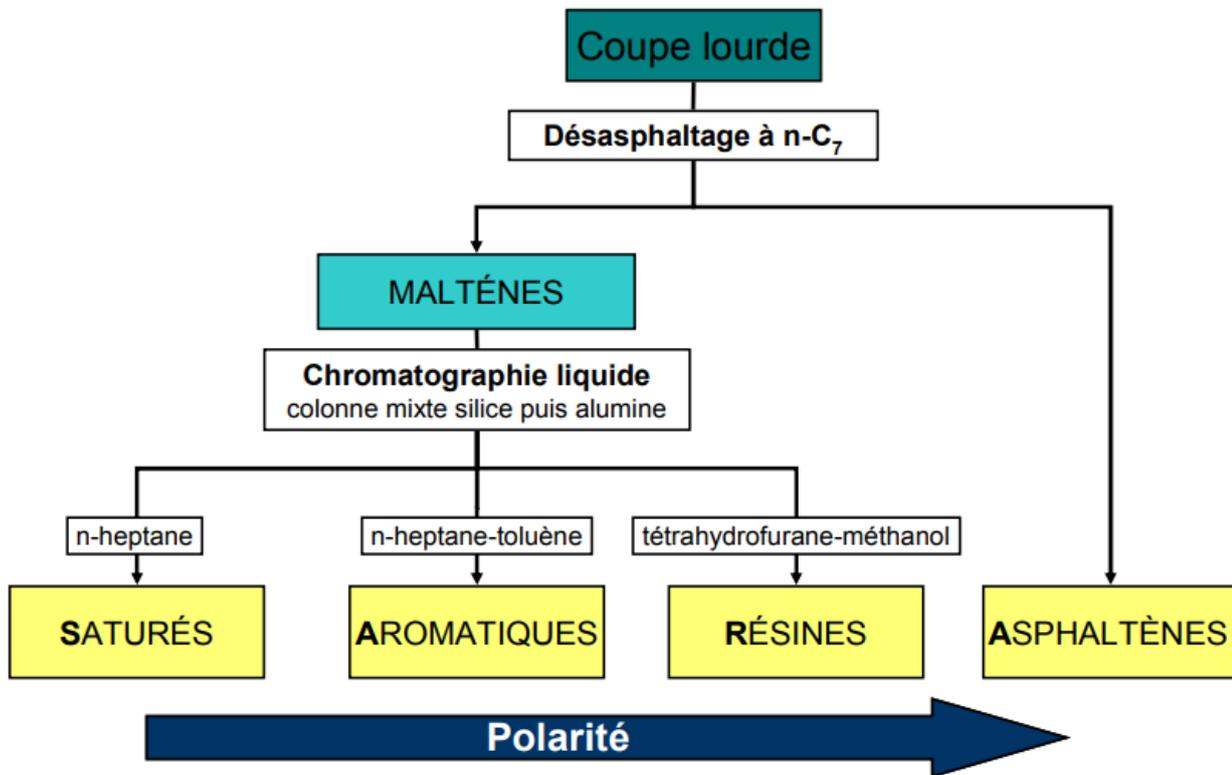 Coupe lourde
Désasphaltage à n-C₇
MALTÉNES
Chromatographie liquide
colonne mixte silice puis alumine
n-heptane
n-heptane-toluène
tétrahydrofurane-méthanol
SATURÉS
AROMATIQUES
RÉSINES
ASPHALTÈNES
Polarité